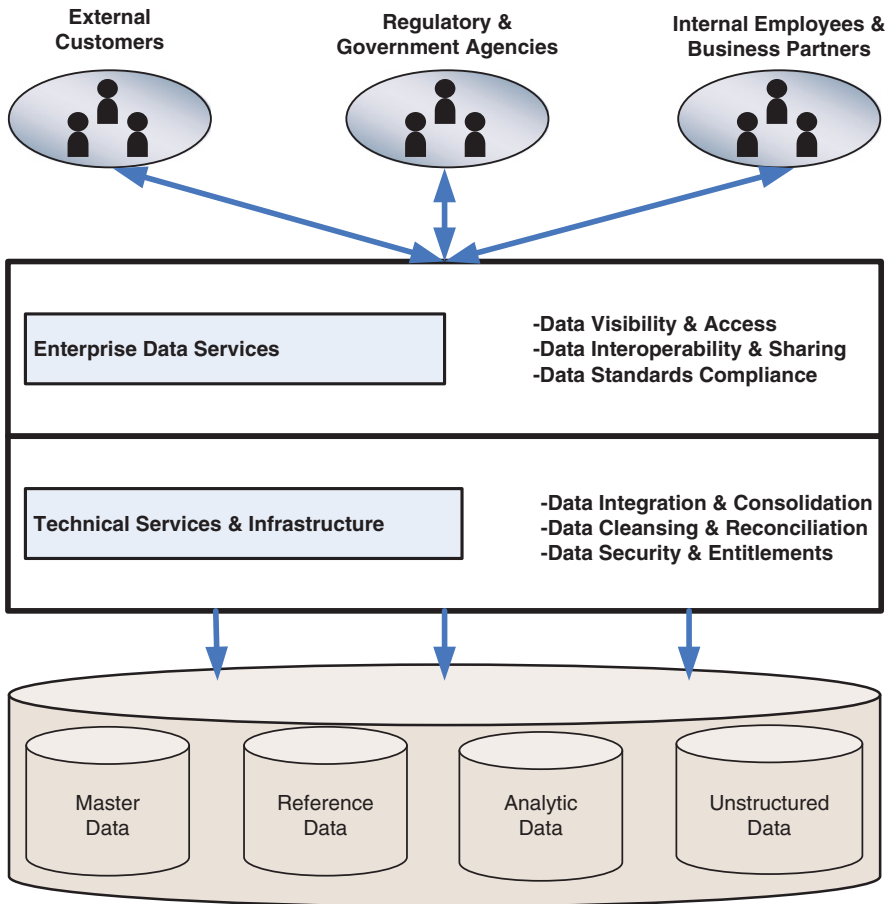 External
Customers
Regulatory &
Government Agencies
Internal Employees &
Business Partners
Enterprise Data Services
-Data Visibility & Access
-Data Interoperability & Sharing
-Data Standards Compliance
Technical Services & Infrastructure
-Data Integration & Consolidation
-Data Cleansing & Reconciliation
-Data Security & Entitlements
Master
Data
Reference
Data
Analytic
Data
Unstructured
Data